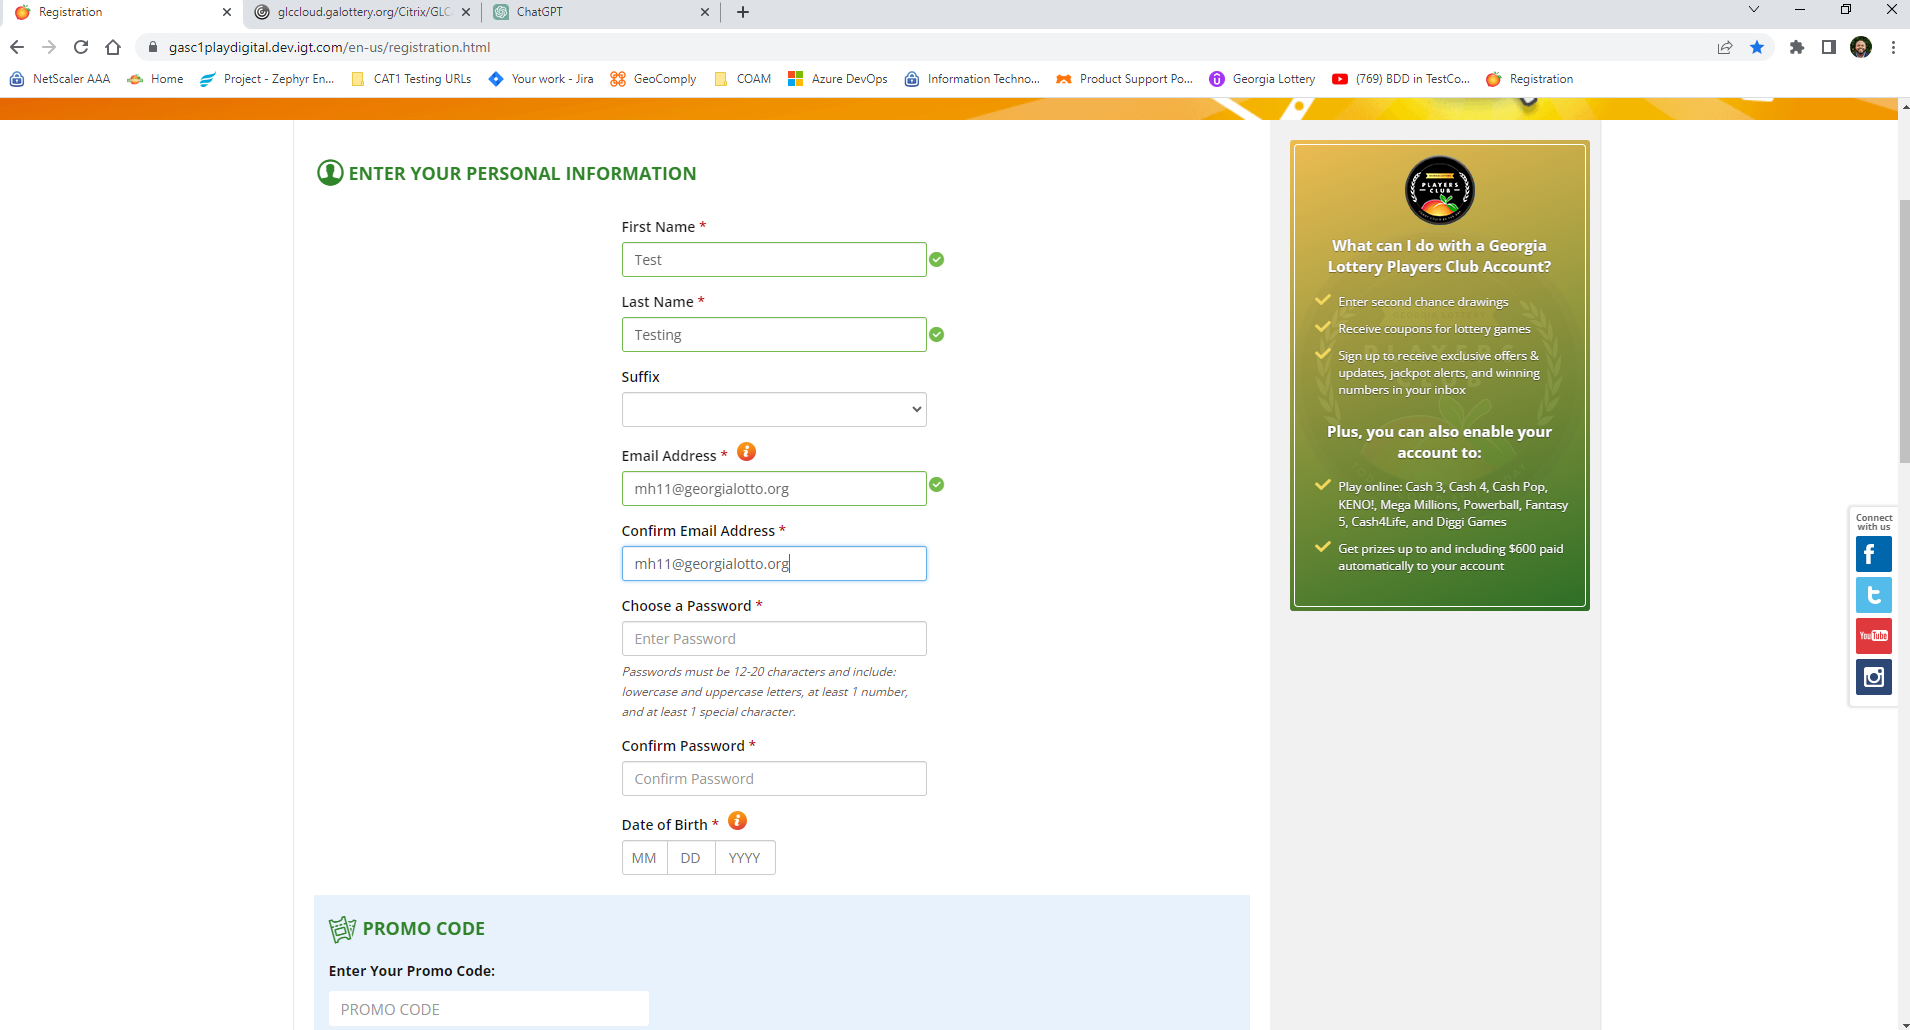 Registration
glccloud.galottery.org/Citrix/GLC
ChatGPT
gasc1playdigital.dev.igt.com/en-us/registration.html
NetScaler AAA
Home
Project - Zephyr En...
CAT1 Testing URLs
Your work - Jira
GeoComply
COAM
Azure DevOps
Information Techno...
Product Support Po...
Georgia Lottery
(769) BDD in TestCo...
Registration
ENTER YOUR PERSONAL INFORMATION
First Name *
Test
Last Name *
Testing
Suffix
Email Address *
mh11@georgialotto.org
Confirm Email Address *
mh11@georgialotto.org
Choose a Password *
Enter Password
Passwords must be 12-20 characters and include:
lowercase and uppercase letters, at least 1 number,
and at least 1 special character.
Confirm Password *
Confirm Password
Date of Birth *
MM
DD
YYYY
PROMO CODE
Enter Your Promo Code:
PROMO CODE
PLAYERS
CLUB
What can I do with a Georgia
Lottery Players Club Account?
Enter second chance drawings
Receive coupons for lottery games
Sign up to receive exclusive offers &
updates, jackpot alerts, and winning
numbers in your inbox
Plus, you can also enable your
account to:
Play online: Cash 3, Cash 4, Cash Pop,
KENO!, Mega Millions, Powerball, Fantasy
5, Cash4Life, and Diggi Games
Get prizes up to and including $600 paid
automatically to your account
Connect
with us
YouTube